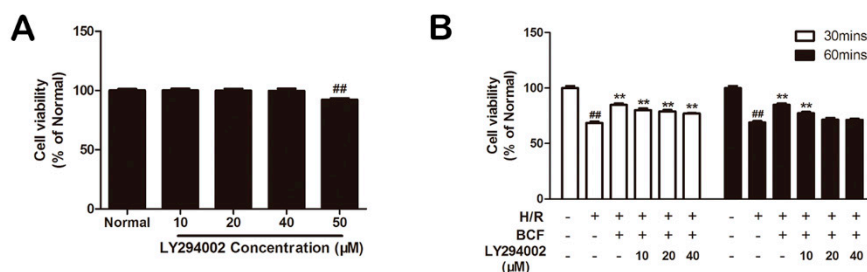 A
150
100
50
0
Cell viability
(% of Normal)
##
Normal 10 20 40 50
LY294002 Concentration (μM)
B
30mins
60mins
150
100
50
0
Cell viability
(% of Normal)
## ** ** ** ** ## ** **
H/R - + + + + + - + + + + +
BCF - - + + + + - - + + + +
LY294002 - - - 10 20 40 - - - 10 20 40
(μM)